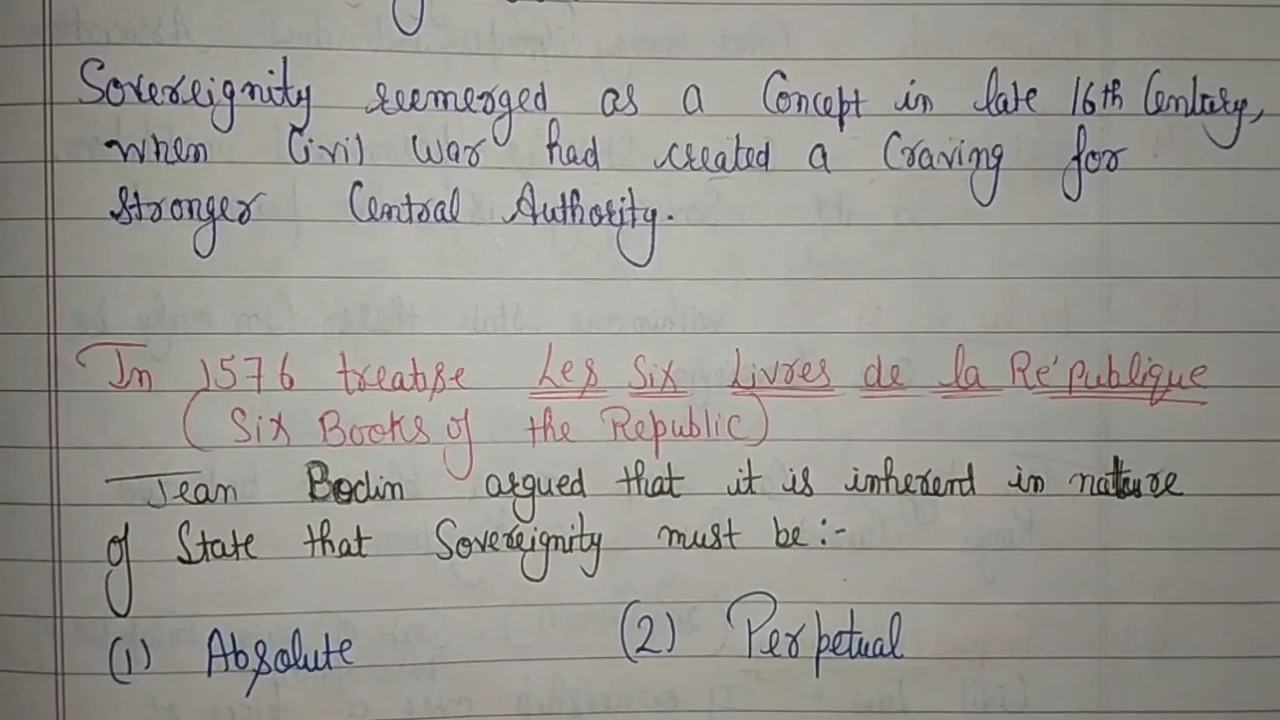 Sovereignity reemerged as a Concept in late 16th Century,
when Civil War had created a Craving for
stronger Central Authority.
In 1576 treatise Les Six Livres de la République
(Six Books of the Republic)
Jean Bodin argued that it is inherent in nature
of State that Sovereignity must be:-
(1) Absolute (2) Perpetual